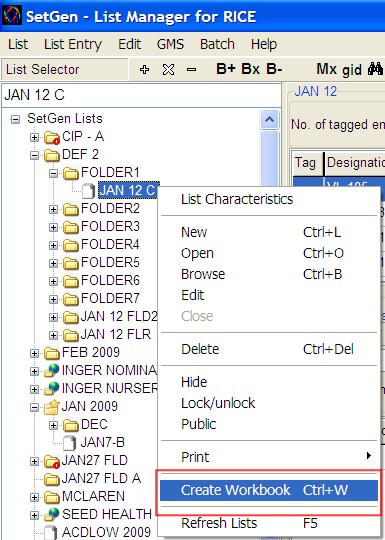 SetGen - List Manager for RICE
List List Entry Edit GMS Batch Help
List Selector B+ Bx B- Mx gid
JAN 12 C
JAN 12
No. of tagged en
Tag Designatio
SetGen Lists
CIP - A
DEF 2
FOLDER1
JAN 12 C
FOLDER2
FOLDER3
FOLDER4
FOLDER5
FOLDER6
FOLDER7
JAN 12 FLD2
JAN 12 FLR
FEB 2009
INGER NOMINA
INGER NURSER
JAN 2009
DEC
JAN7-B
JAN27 FLD
JAN27 FLD A
MCLAREN
SEED HEALTH
ACDLOW 2009
List Characteristics
New Ctrl+L
Open Ctrl+O
Browse Ctrl+B
Edit
Close
Delete Ctrl+Del
Hide
Lock/unlock
Public
Print
Create Workbook Ctrl+W
Refresh Lists F5